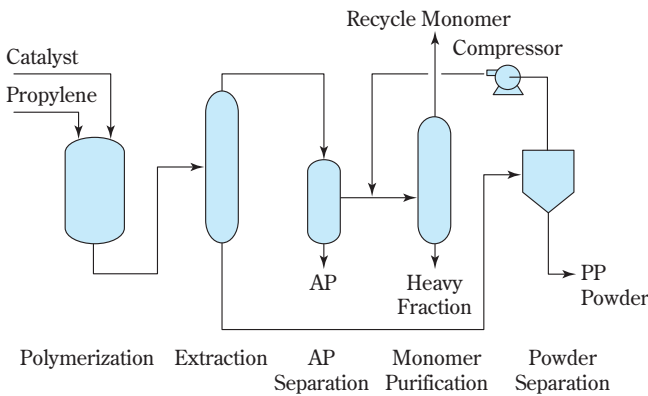 Recycle Monomer
Compressor
Catalyst
Propylene
AP
Heavy
Fraction
PP
Powder
Polymerization
Extraction
AP
Separation
Monomer
Purification
Powder
Separation